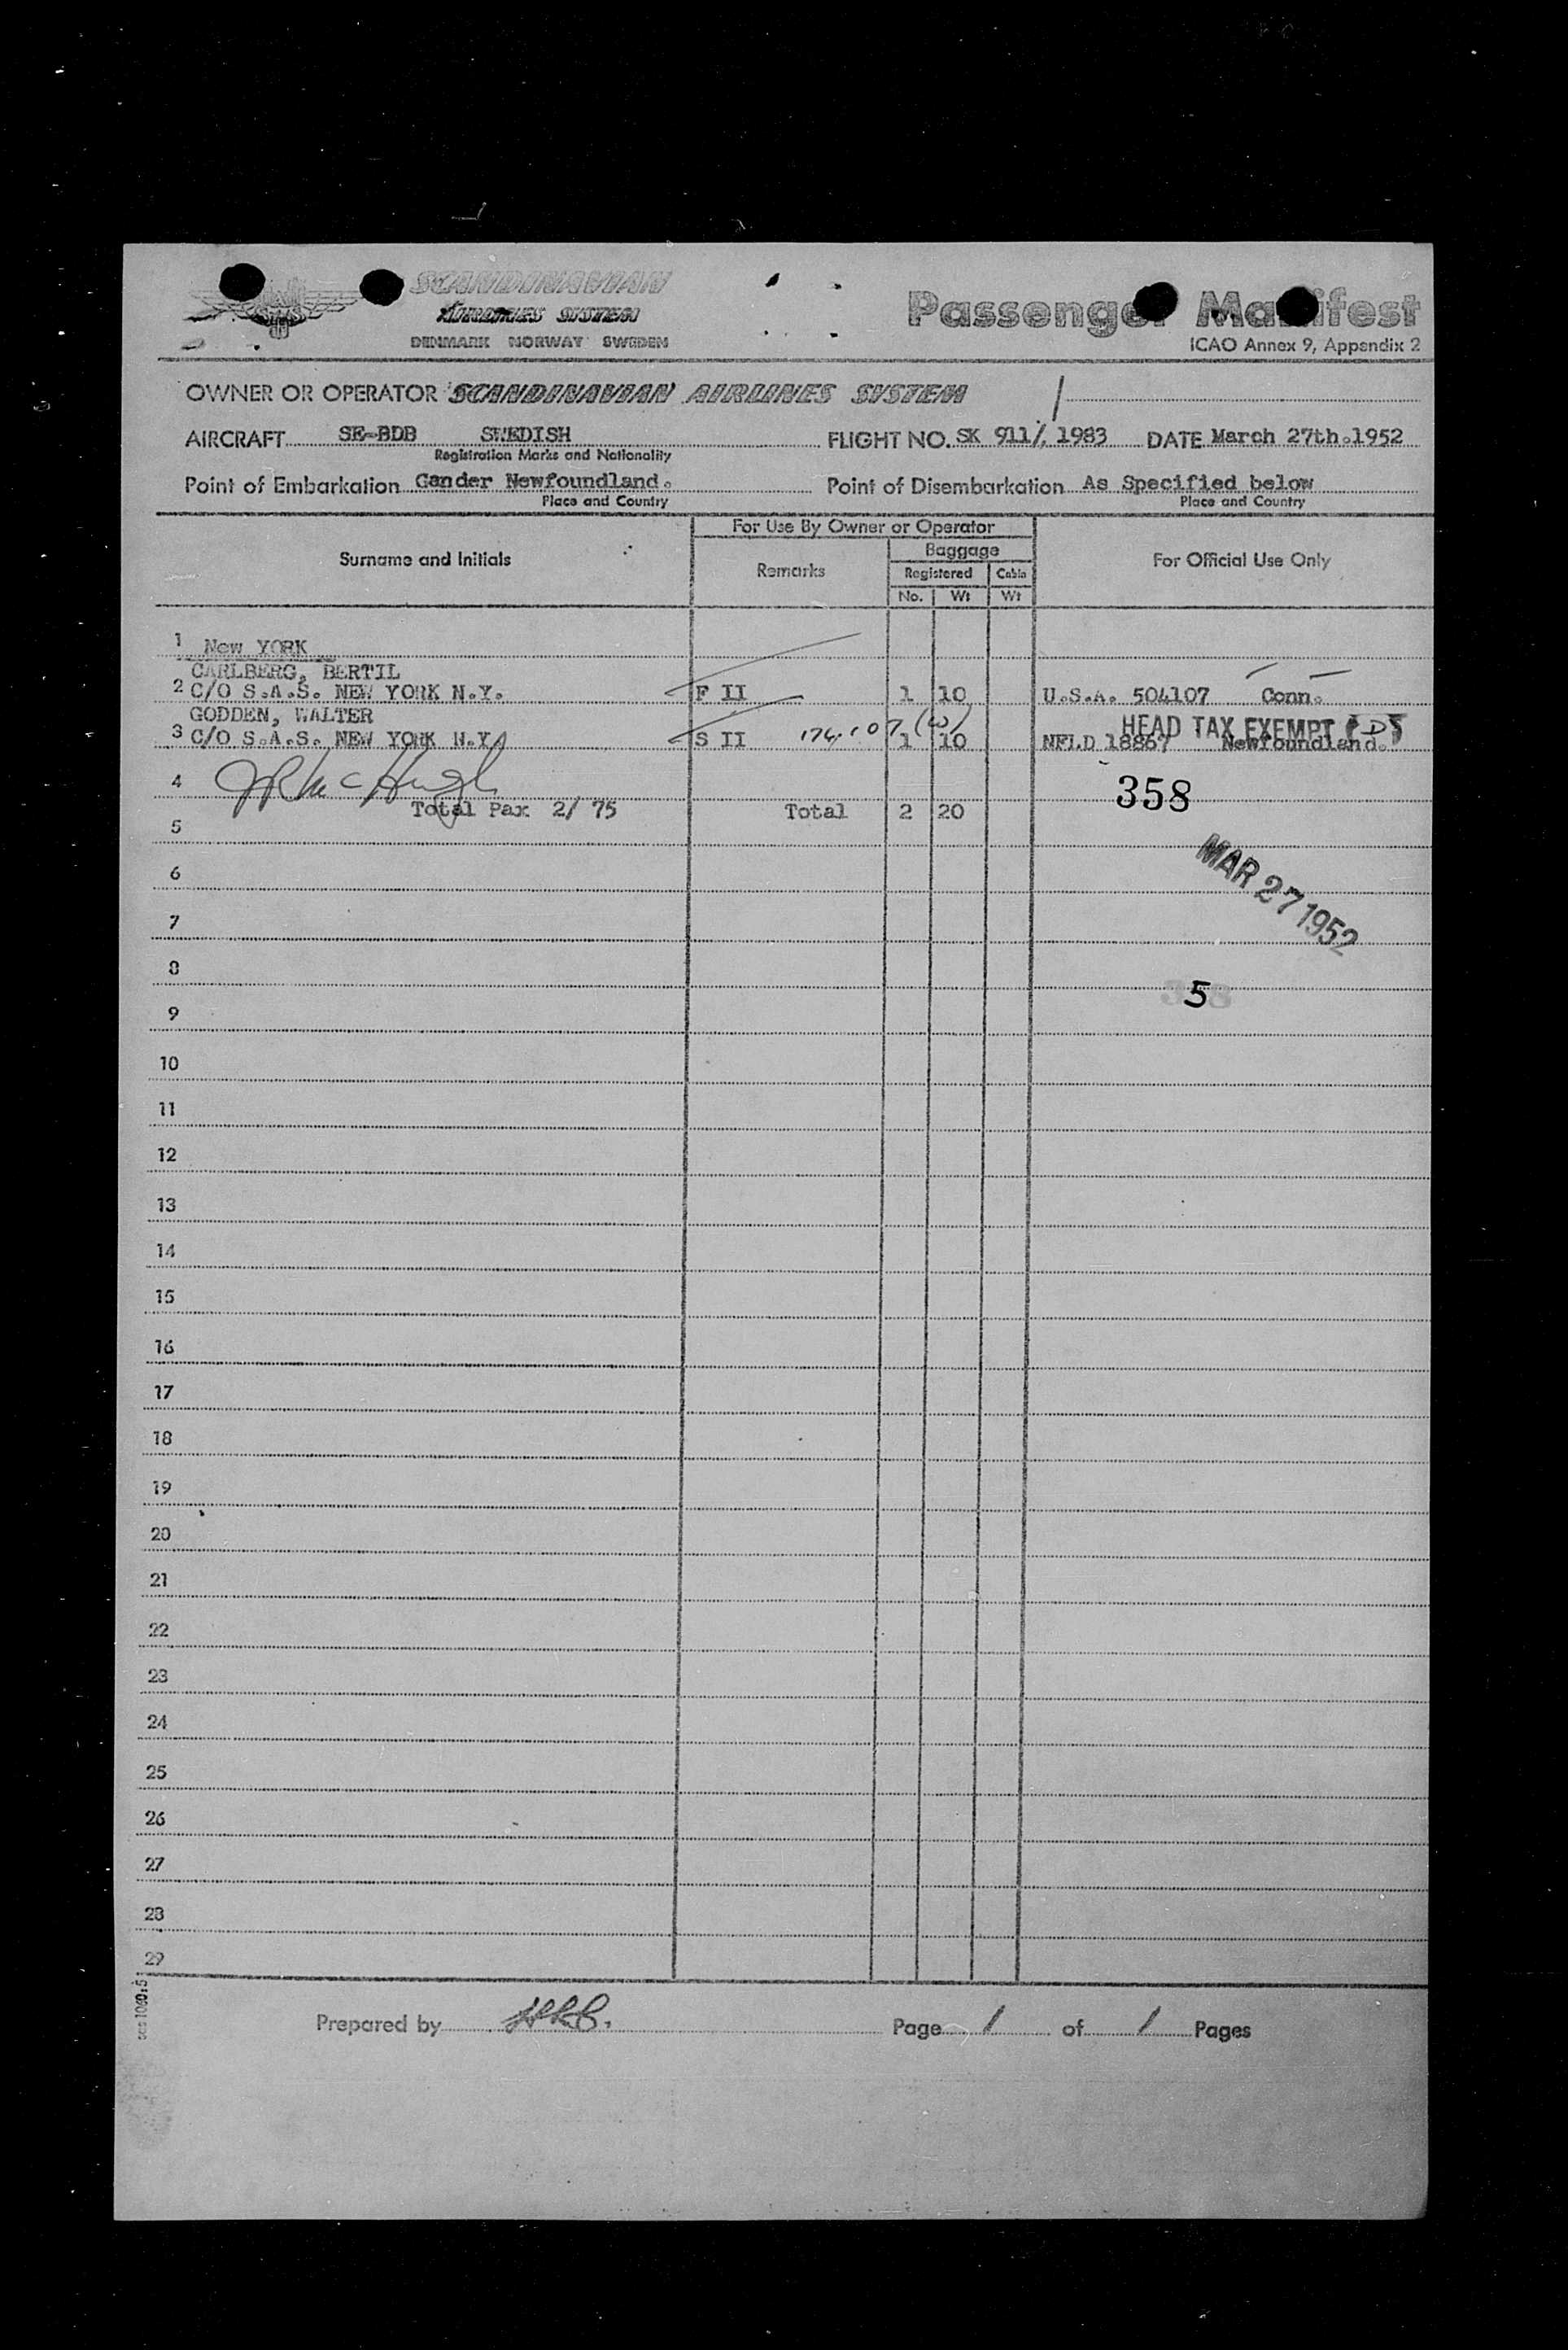 SCANDINAVIAN
AIRLINES SYSTEM
DENMARK NORWAY SWEDEN
Passenger Manifest
ICAO Annex 9, Appendix 2
OWNER OR OPERATOR SCANDINAVIAN AIRLINES SYSTEM
AIRCRAFT SE-BDB SWEDISH FLIGHT NO. SK 911/ 1983 DATE March 27th.1952
Registration Marks and Nationality
Point of Embarkation Gander Newfoundland. Point of Disembarkation As Specified below
Place and Country Place and Country
For Use By Owner or Operator
Surname and Initials Remarks Baggage For Official Use Only
Registered Cabin
No. Wt Wt
1 New YORK
CARLBERG, BERTIL
2 C/O S.A.S. NEW YORK N.Y. F II 1 10 U.S.A. 504107 Conn.
GODDEN, WALTER HEAD TAX EXEMPT
3 C/O S.A.S. NEW YORK N.Y. S II 1 10 NFLD 18867 Newfoundland.
4 JR McHugh 358
Total Pax 2/ 75 Total 2 20
5
MAR 27 1952
6
7
8
5
9
10
11
12
13
14
15
16
17
18
19
20
21
22
23
24
25
26
27
28
29
sas 1060:5
Prepared by Page 1 of 1 Pages